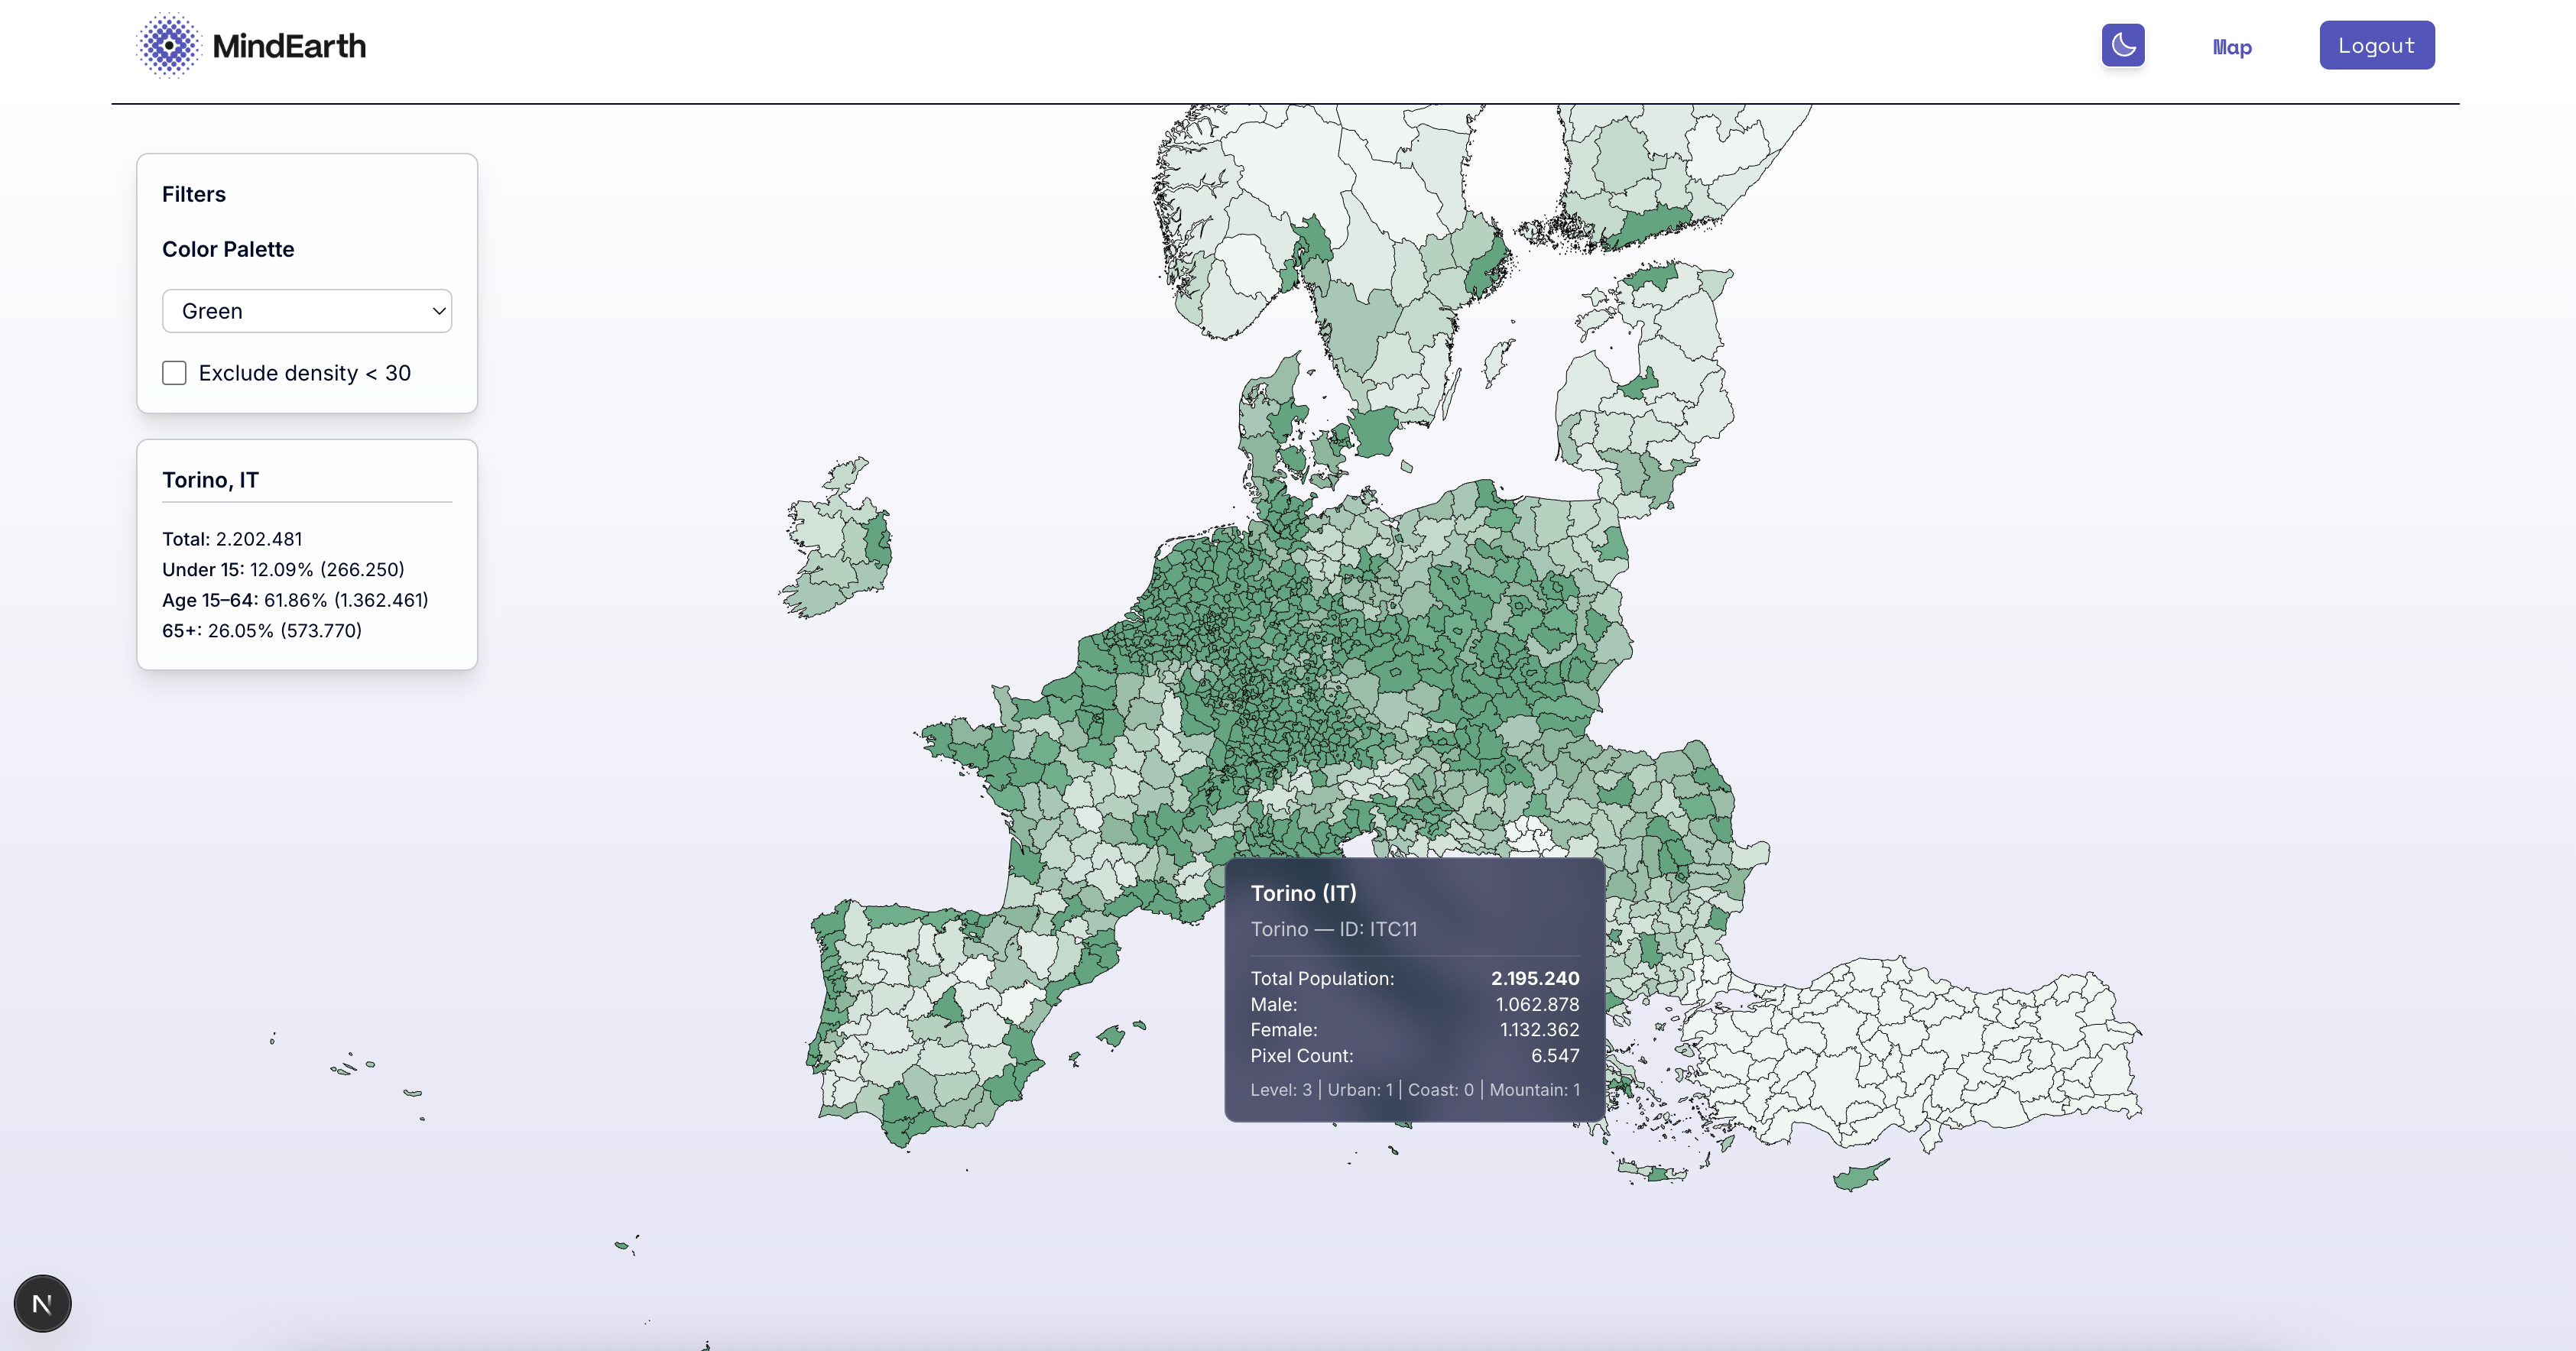 MindEarth
Map
Logout
Filters
Color Palette
Green
Exclude density < 30
Torino, IT
Total: 2.202.481
Under 15: 12.09% (266.250)
Age 15–64: 61.86% (1.362.461)
65+: 26.05% (573.770)
Torino (IT)
Torino — ID: ITC11
Total Population: 2.195.240
Male: 1.062.878
Female: 1.132.362
Pixel Count: 6.547
Level: 3 | Urban: 1 | Coast: 0 | Mountain: 1
N